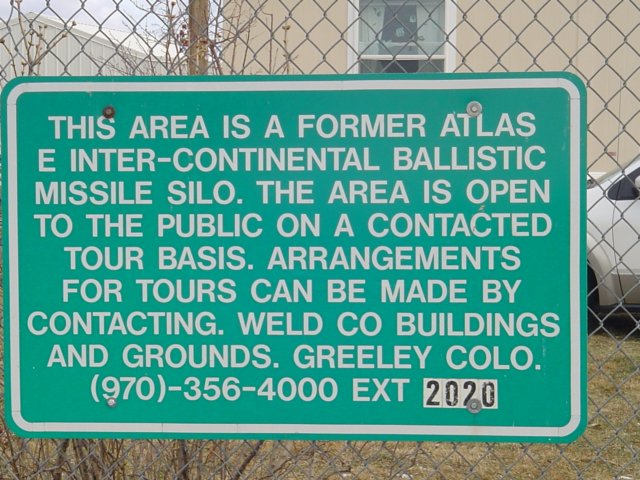 THIS AREA IS A FORMER ATLAS
E INTER-CONTINENTAL BALLISTIC
MISSILE SILO. THE AREA IS OPEN
TO THE PUBLIC ON A CONTACTED
TOUR BASIS. ARRANGEMENTS
FOR TOURS CAN BE MADE BY
CONTACTING. WELD CO BUILDINGS
AND GROUNDS. GREELEY COLO.
(970)-356-4000 EXT 2020